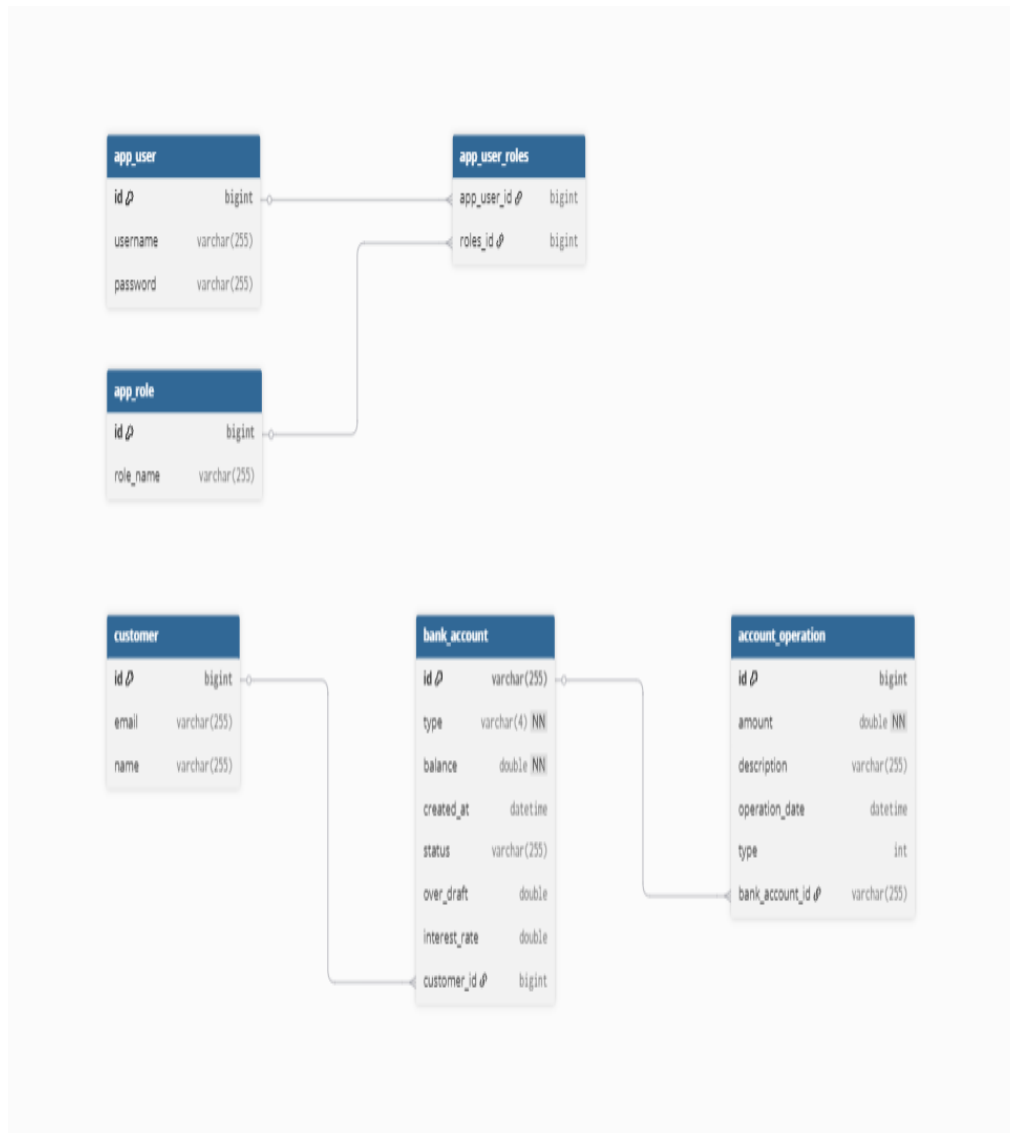 app_user
id bigint
username varchar(255)
password varchar(255)
app_user_roles
app_user_id bigint
roles_id bigint
app_role
id bigint
role_name varchar(255)
customer
id bigint
email varchar(255)
name varchar(255)
bank_account
id varchar(255)
type varchar(4) NN
balance double NN
created_at datetime
status varchar(255)
over_draft double
interest_rate double
customer_id bigint
account_operation
id bigint
amount double NN
description varchar(255)
operation_date datetime
type int
bank_account_id varchar(255)